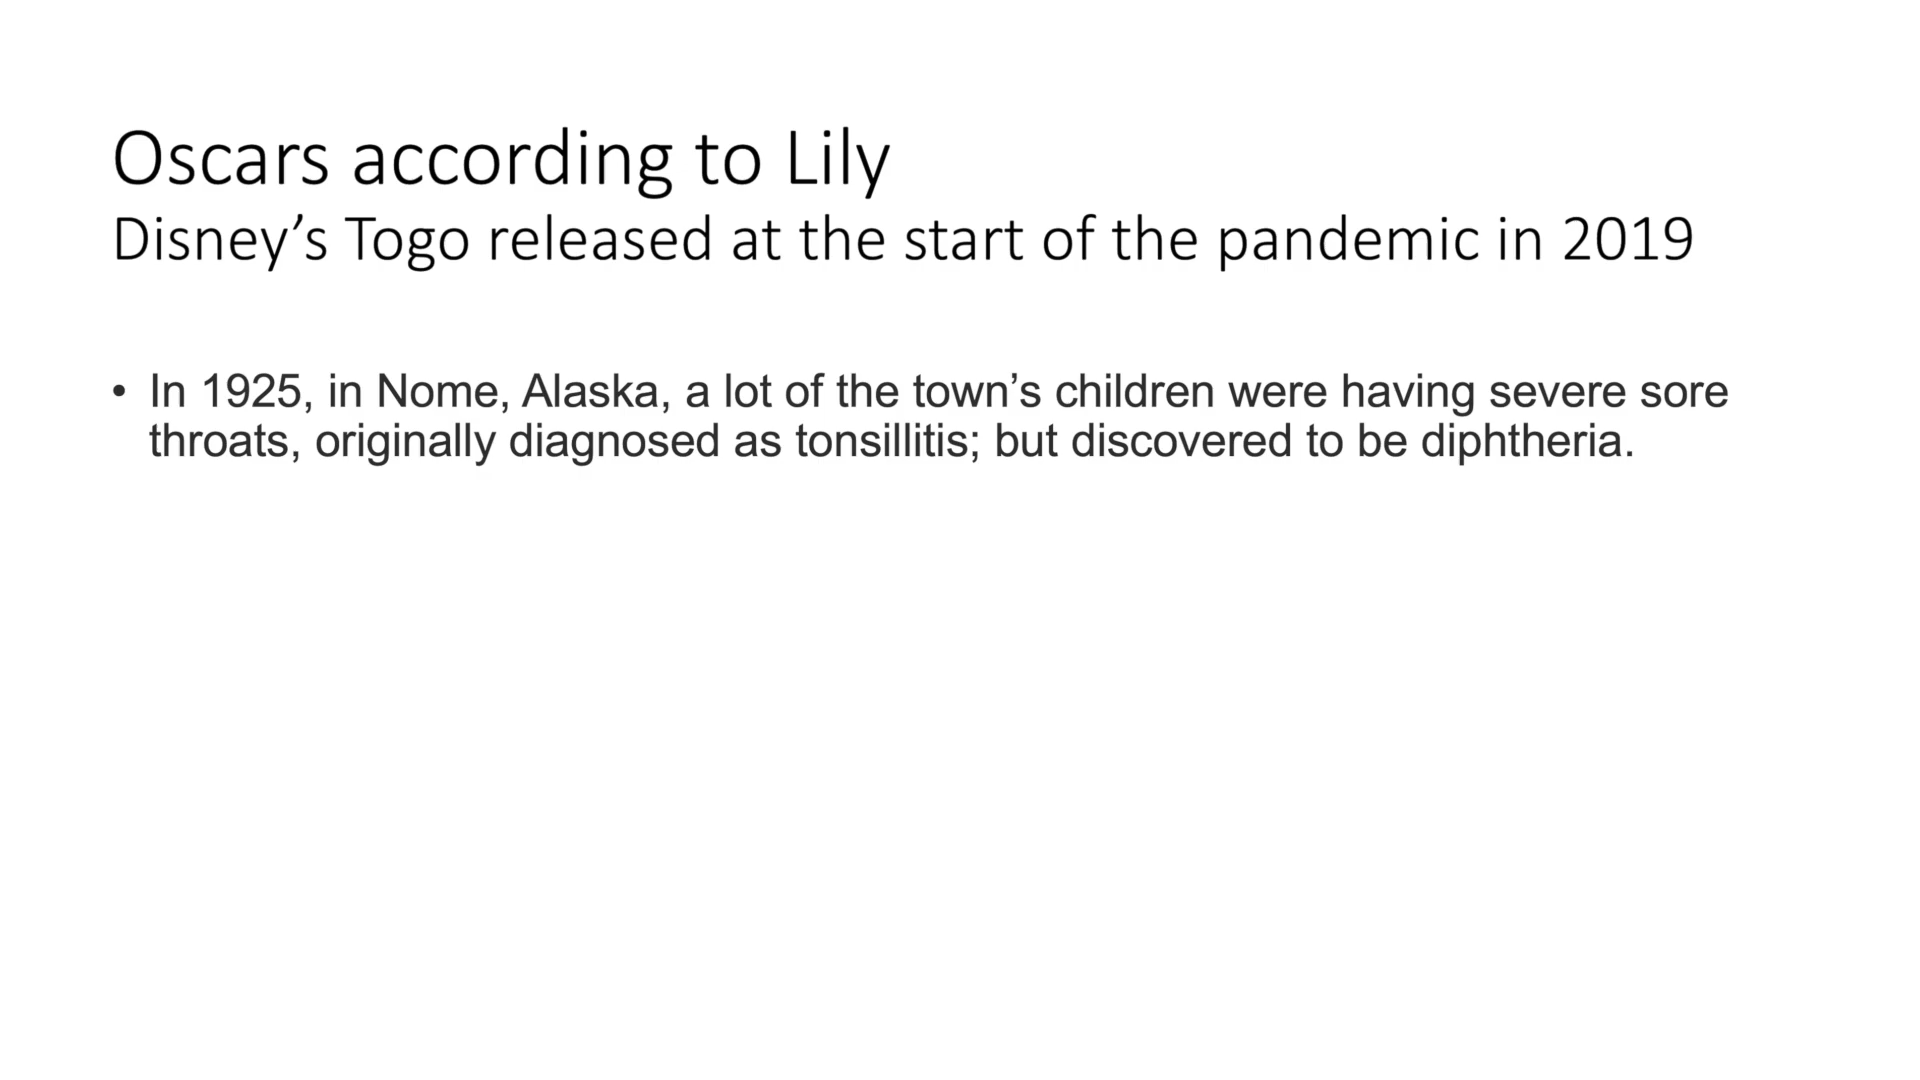 Oscars according to Lily
Disney’s Togo released at the start of the pandemic in 2019
• In 1925, in Nome, Alaska, a lot of the town’s children were having severe sore
throats, originally diagnosed as tonsillitis; but discovered to be diphtheria.